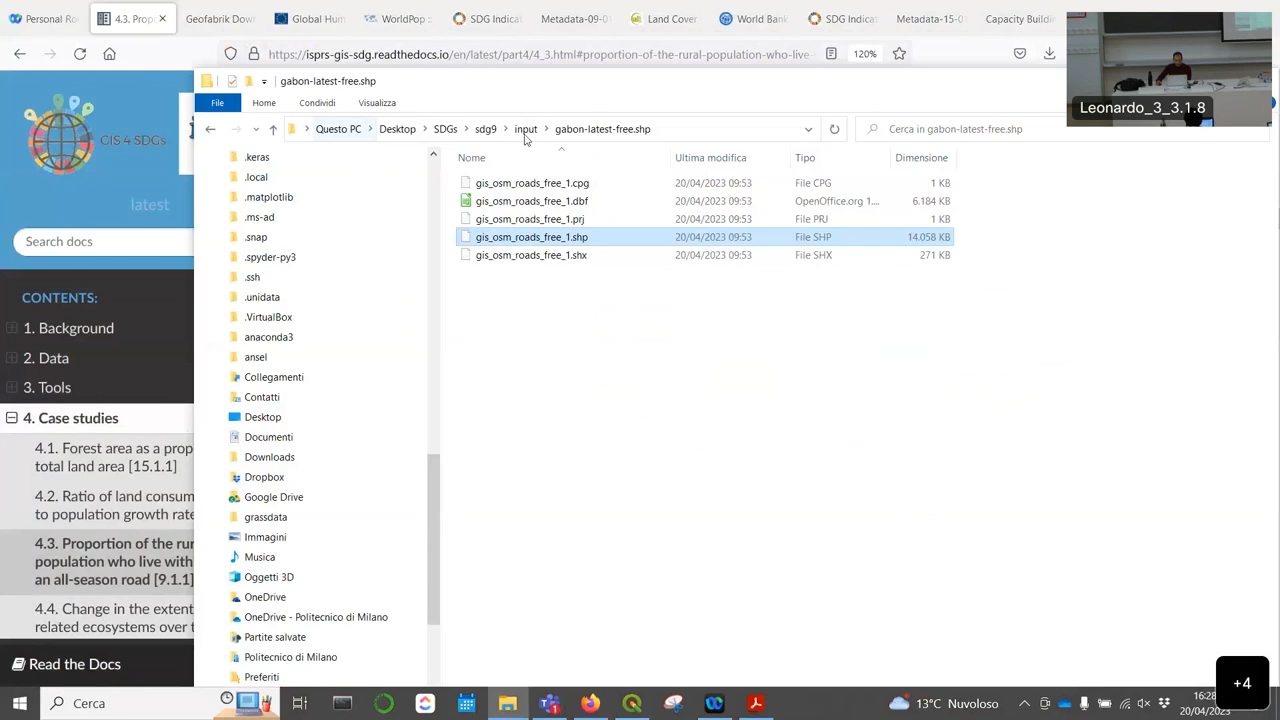 4.3. Propor
Geofabrik Downl
Global Hum
WorldPop
SDG Indicat
Metadata-09-0
Land Cover
World Bank
SDG Indica
Metadata-15-0
Capacity Buildin
https://isprs-gis-sdg.readthedocs.io/en/latest/part4/4_3.html#proportion-of-the-rural-population-who-live-
120%
gabon-latest-free.shp
File
Home
Condividi
Visualizza
Questo PC
Desktop
SDGs
sdg9
input
gabon-latest-free.shp
Cerca in gabon-latest-free.shp
GIS 4 SDGs
latest
Search docs
CONTENTS:
1. Background
2. Data
3. Tools
4. Case studies
4.1. Forest area as a prop
total land area [15.1.1]
4.2. Ratio of land consum
to population growth rate
4.3. Proportion of the rur
population who live with
an all-season road [9.1.1]
4.4. Change in the extent
related ecosystems over t
Read the Docs
.keras
.local
.matplotlib
.ms-ad
.snap
.spyder-py3
.ssh
.unidata
.VirtualBox
anaconda3
ansel
Collegamenti
Contatti
Desktop
Documenti
Downloads
Dropbox
Google Drive
grassdata
Immagini
Musica
Oggetti 3D
OneDrive
OneDrive - Politecnico di Milano
Partite salvate
Politecnico di Milano
Preferiti
Nome
Ultima modifica
Tipo
Dimensione
gis_osm_roads_free_1.cpg
20/04/2023 09:53
File CPG
1 KB
gis_osm_roads_free_1.dbf
20/04/2023 09:53
OpenOffice.org 1....
6.184 KB
gis_osm_roads_free_1.prj
20/04/2023 09:53
File PRJ
1 KB
gis_osm_roads_free_1.shp
20/04/2023 09:53
File SHP
14.058 KB
gis_osm_roads_free_1.shx
20/04/2023 09:53
File SHX
271 KB
Leonardo_3_3.1.8
+4
Cerca
13°C Nuvoloso
16:28
20/04/2023